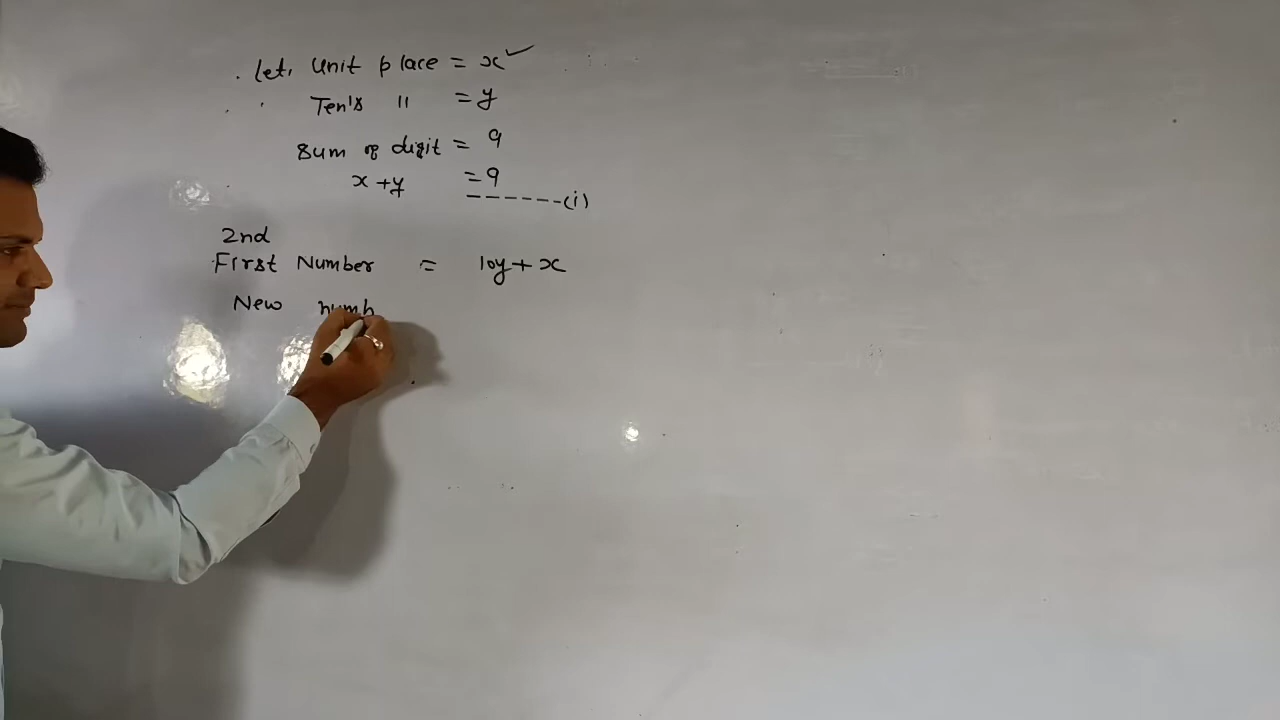 . Let, Unit place = x ✓
Ten's 〃 = y
Sum of digit = 9
x + y = 9
------(i)
2nd
First Number = 10y + x
New numb